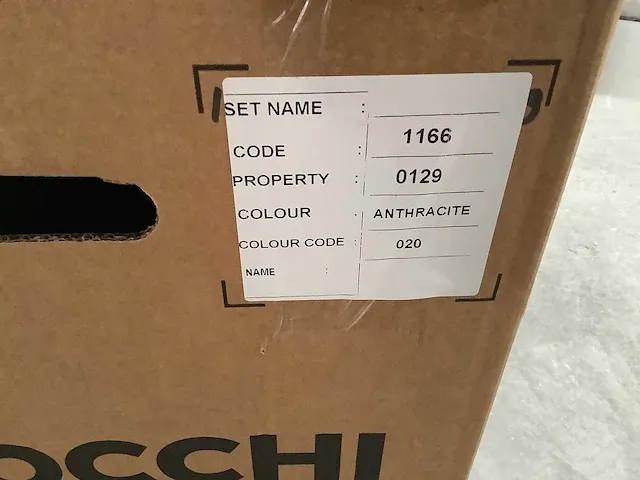 SET NAME :
CODE : 1166
PROPERTY : 0129
COLOUR : ANTHRACITE
COLOUR CODE : 020
NAME :
OCCHI